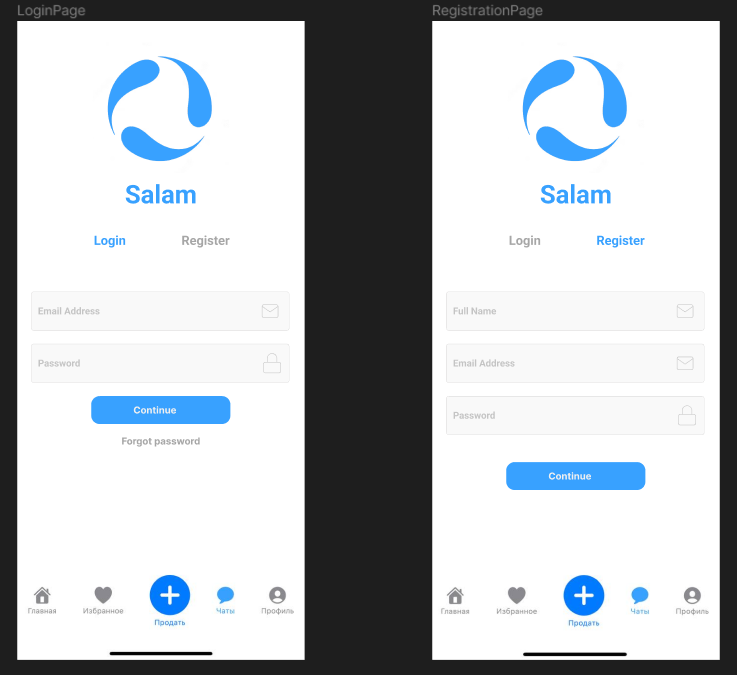 LoginPage
Salam
Login Register
Email Address
Password
Continue
Forgot password
Главная Избранное Продать Чаты Профиль
RegistrationPage
Salam
Login Register
Full Name
Email Address
Password
Continue
Главная Избранное Продать Чаты Профиль